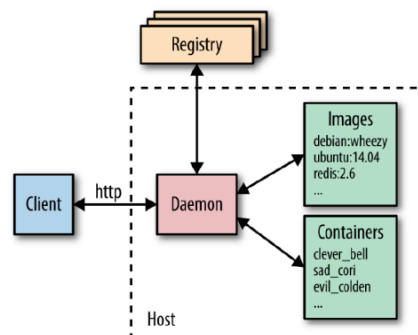 Registry
Images
debian:wheezy
ubuntu:14.04
redis:2.6
...
Client
http
Daemon
Containers
clever_bell
sad_cori
evil_colden
...
Host